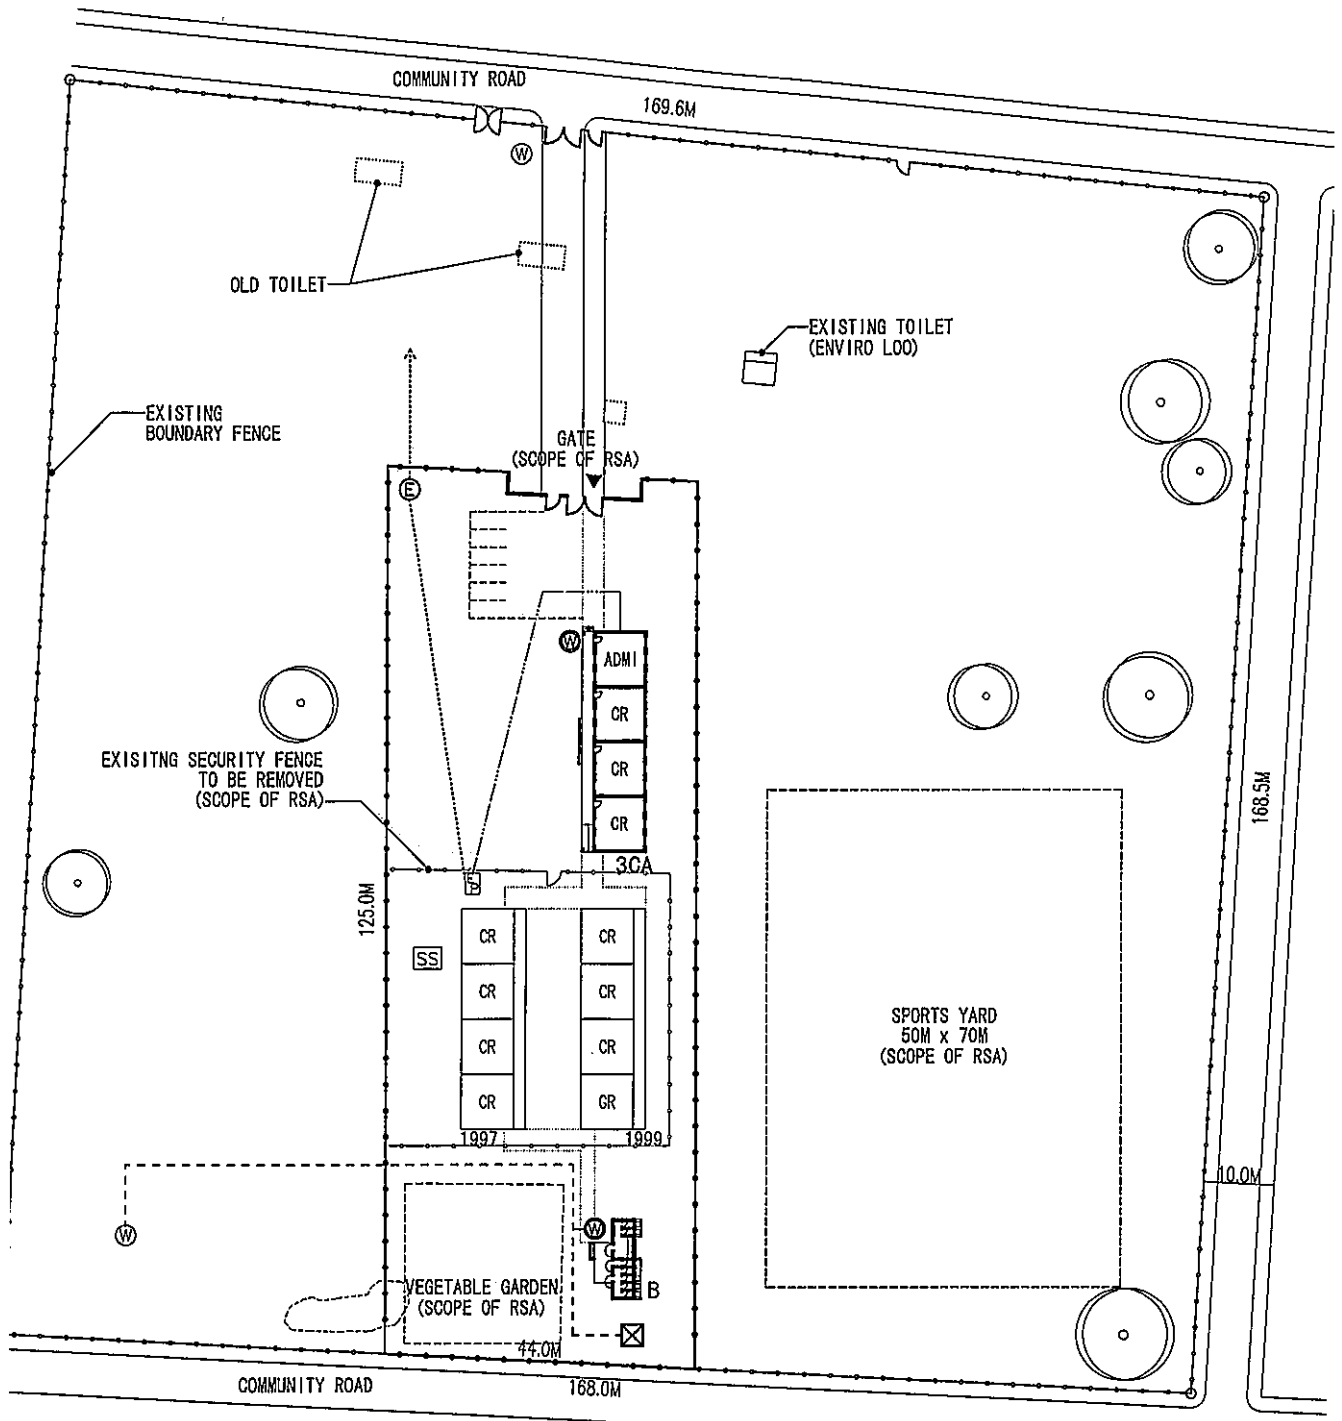 COMMUNITY ROAD
169.6M
W
OLD TOILET
EXISTING TOILET
(ENVIRO LOO)
EXISTING
BOUNDARY FENCE
GATE
(SCOPE OF RSA)
E
W
ADMI
CR
CR
CR
EXISITNG SECURITY FENCE
TO BE REMOVED
(SCOPE OF RSA)
168.5M
3CA
125.0M
CR
CR
SS
CR
CR
CR
CR
CR
GR
SPORTS YARD
50M x 70M
(SCOPE OF RSA)
1997
1999
10.0M
W
W
VEGETABLE GARDEN
(SCOPE OF RSA)
B
44.0M
COMMUNITY ROAD
168.0M